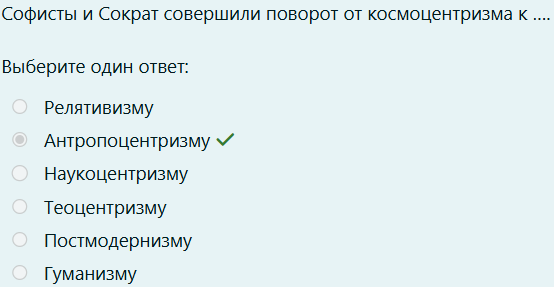 Софисты и Сократ совершили поворот от космоцентризма к ....
Выберите один ответ:
Релятивизму
Антропоцентризму
Наукоцентризму
Теоцентризму
Постмодернизму
Гуманизму